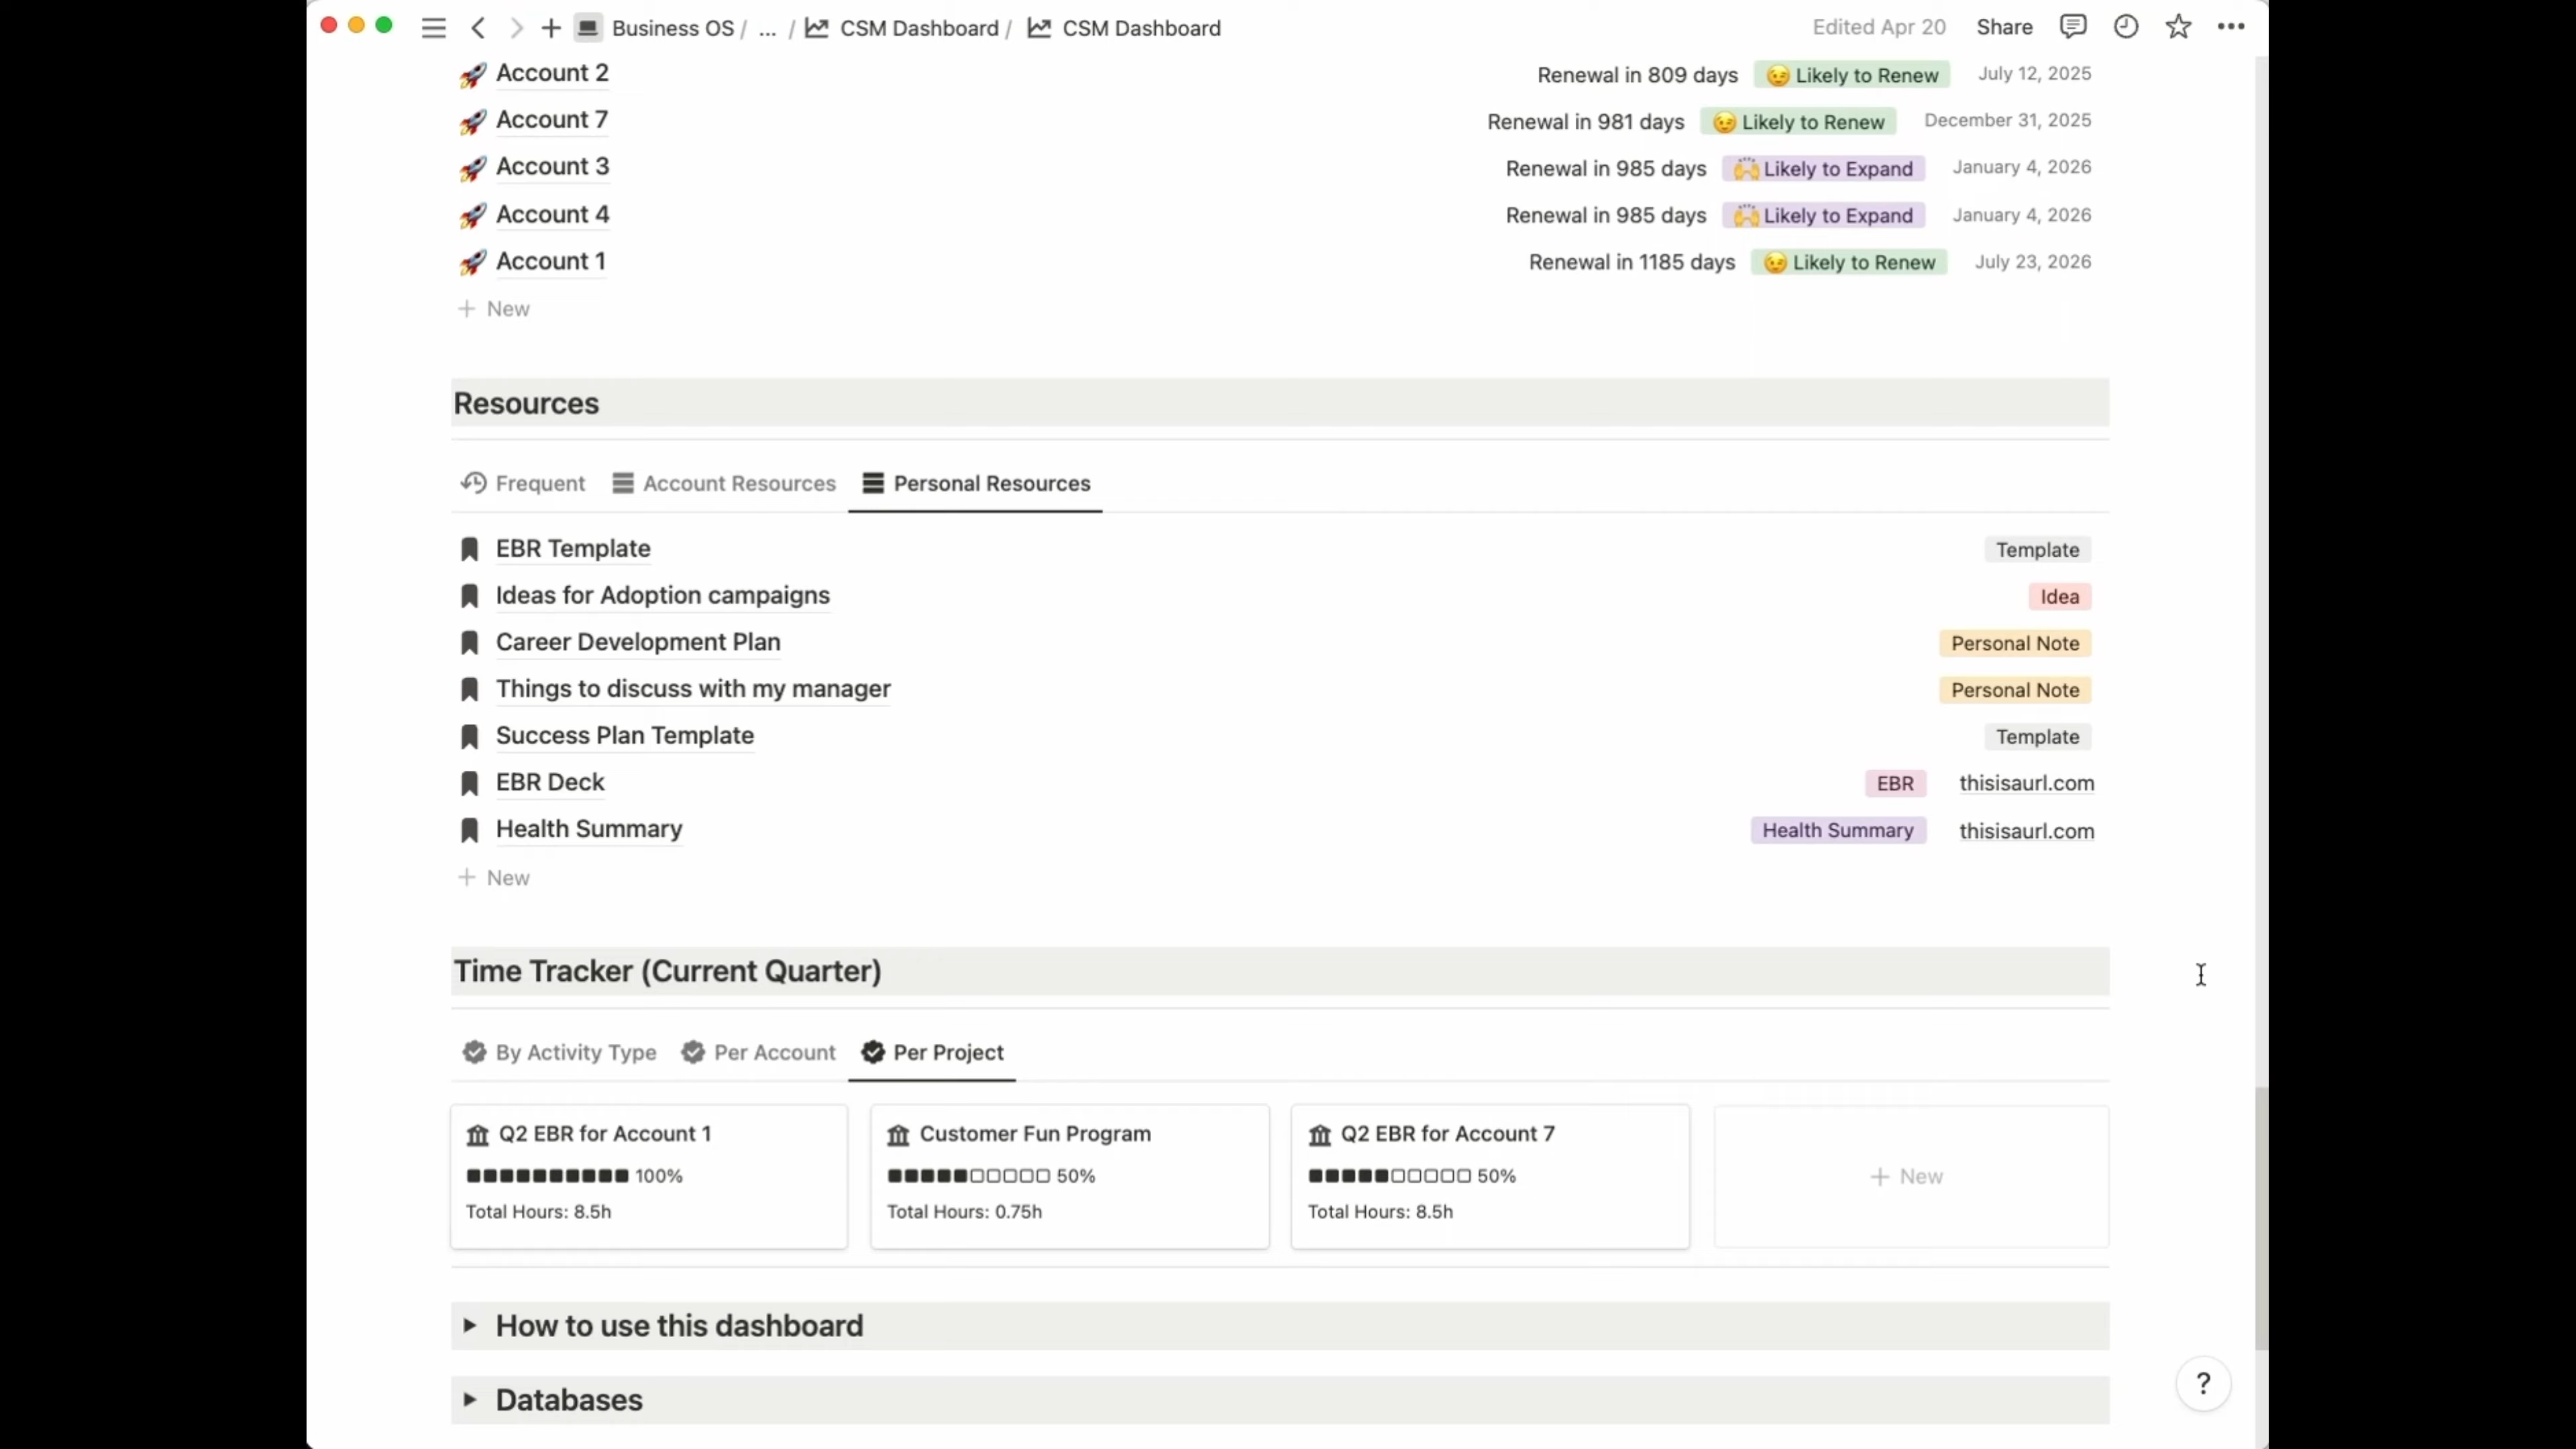 Business OS / ... / CSM Dashboard / CSM Dashboard Edited Apr 20 Share
Account 2 Renewal in 809 days 😉 Likely to Renew July 12, 2025
Account 7 Renewal in 981 days 😉 Likely to Renew December 31, 2025
Account 3 Renewal in 985 days 🙌 Likely to Expand January 4, 2026
Account 4 Renewal in 985 days 🙌 Likely to Expand January 4, 2026
Account 1 Renewal in 1185 days 😉 Likely to Renew July 23, 2026
+ New
Resources
Frequent Account Resources Personal Resources
EBR Template Template
Ideas for Adoption campaigns Idea
Career Development Plan Personal Note
Things to discuss with my manager Personal Note
Success Plan Template Template
EBR Deck EBR thisisaurl.com
Health Summary Health Summary thisisaurl.com
+ New
Time Tracker (Current Quarter)
By Activity Type Per Account Per Project
Q2 EBR for Account 1
100%
Total Hours: 8.5h
Customer Fun Program
50%
Total Hours: 0.75h
Q2 EBR for Account 7
50%
Total Hours: 8.5h
+ New
How to use this dashboard
Databases
?